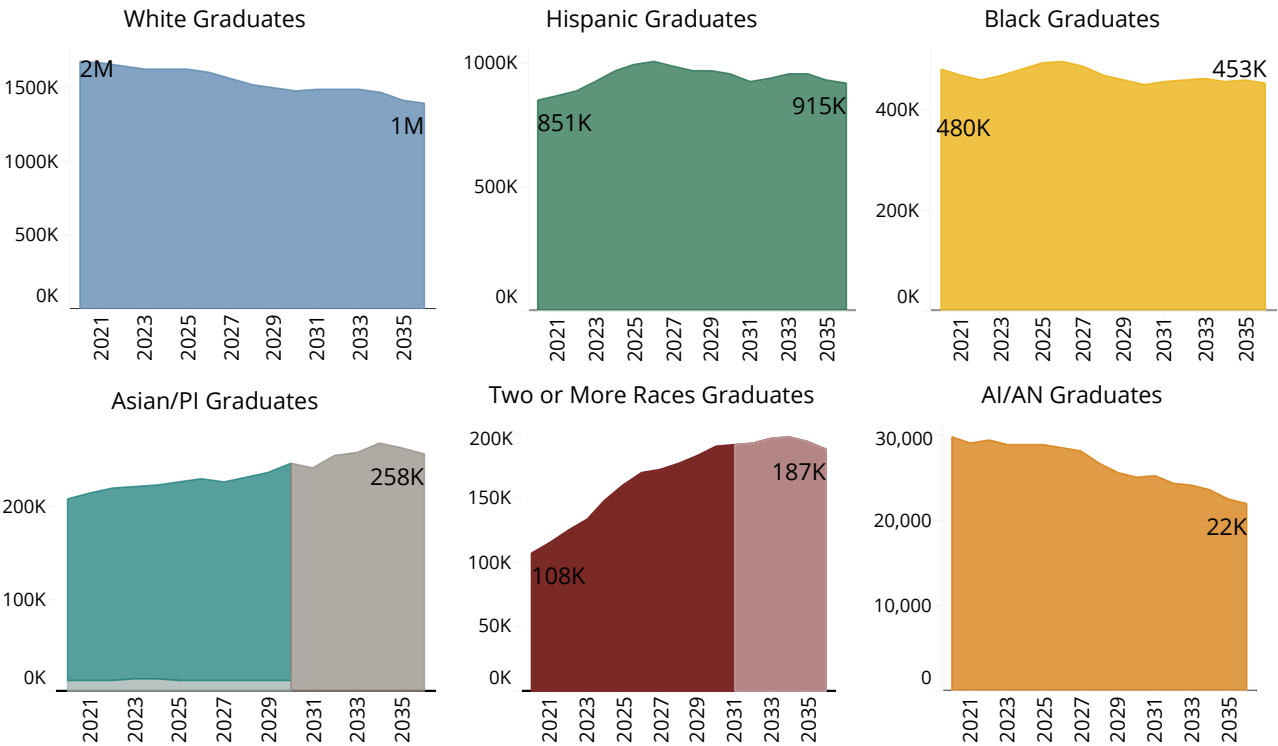 White Graduates
2M
1500K
1M
1000K
500K
0K
2021 2023 2025 2027 2029 2031 2033 2035
Hispanic Graduates
1000K
915K
851K
500K
0K
2021 2023 2025 2027 2029 2031 2033 2035
Black Graduates
453K
400K
480K
200K
0K
2021 2023 2025 2027 2029 2031 2033 2035
Asian/PI Graduates
258K
200K
100K
0K
2021 2023 2025 2027 2029 2031 2033 2035
Two or More Races Graduates
200K
187K
150K
100K
108K
50K
0K
2021 2023 2025 2027 2029 2031 2033 2035
AI/AN Graduates
30,000
22K
20,000
10,000
0
2021 2023 2025 2027 2029 2031 2033 2035